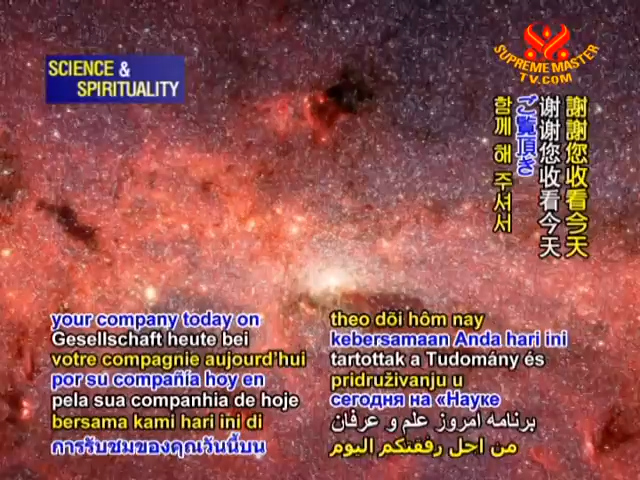 SCIENCE &
SPIRITUALITY
SUPREME MASTER
TV.COM
謝謝您收看今天
谢谢您收看今天
ご覧頂き
함께 해 주셔서
your company today on
Gesellschaft heute bei
votre compagnie aujourd'hui
por su compañía hoy en
pela sua companhia de hoje
bersama kami hari ini di
การรับชมของคุณวันนี้บน
theo dõi hôm nay
kebersamaan Anda hari ini
tartottak a Tudomány és
pridruživanju u
сегодня на «Науке
برنامه امروز علم و عرفان
من اجل رفقتكم اليوم